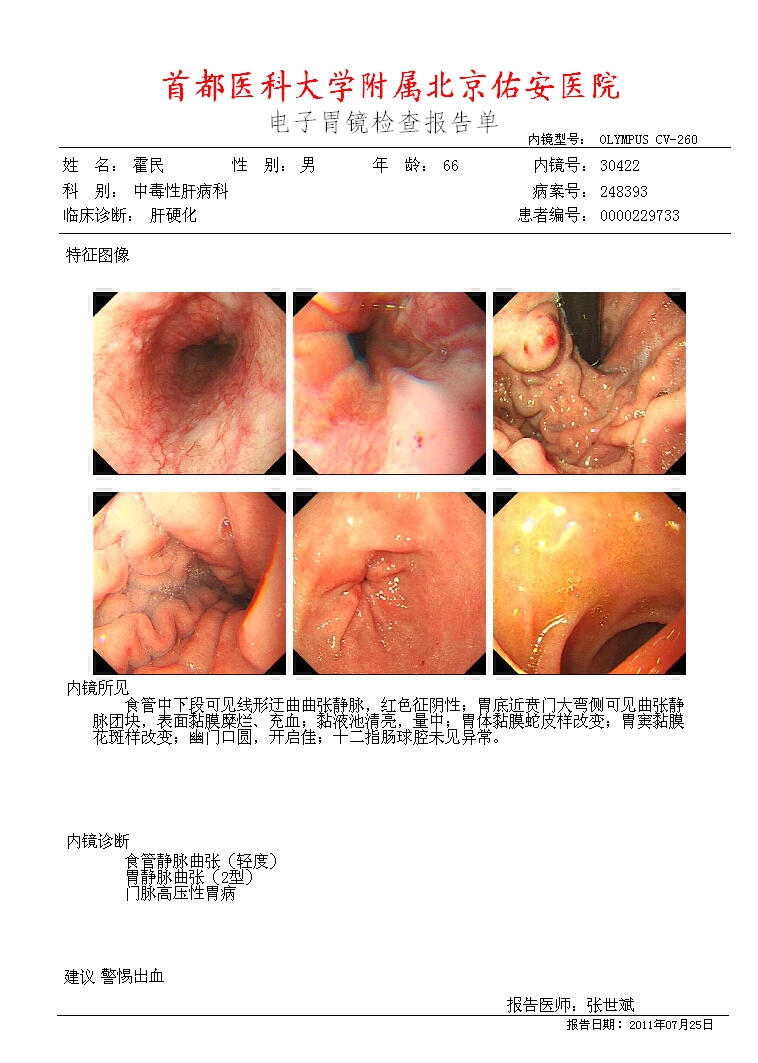 首都医科大学附属北京佑安医院
电子胃镜检查报告单
内镜型号： OLYMPUS CV-260
姓 名： 霍民 性 别： 男 年 龄： 66 内镜号： 30422
科 别： 中毒性肝病科 病案号： 248393
临床诊断： 肝硬化 患者编号： 0000229733
特征图像
内镜所见
食管中下段可见线形迂曲曲张静脉，红色征阴性；胃底近贲门大弯侧可见曲张静
脉团块，表面黏膜糜烂、充血；黏液池清亮，量中；胃体黏膜蛇皮样改变；胃窦黏膜
花斑样改变；幽门口圆，开启佳；十二指肠球腔未见异常。
内镜诊断
食管静脉曲张（轻度）
胃静脉曲张（2型）
门脉高压性胃病
建议 警惕出血
报告医师： 张世斌
报告日期： 2011年07月25日